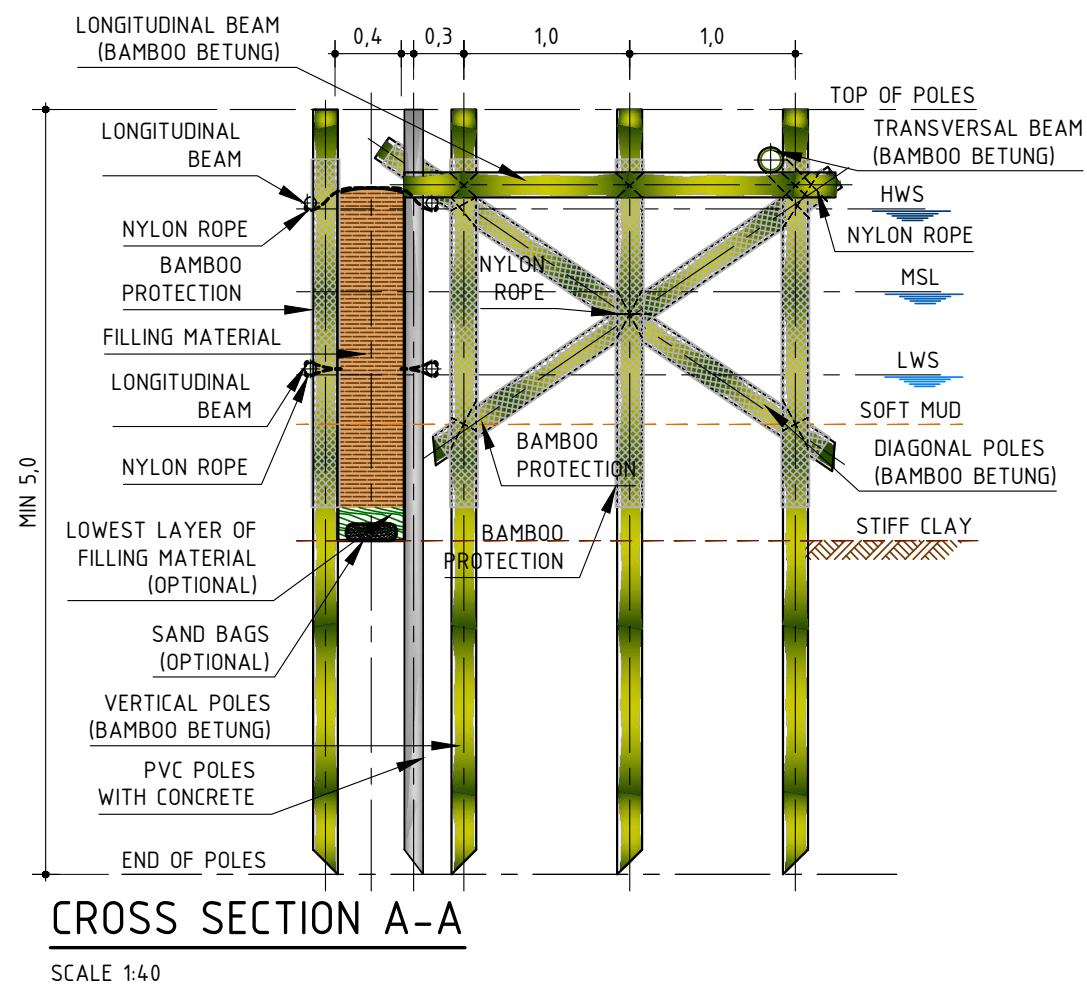 LONGITUDINAL BEAM
(BAMBOO BETUNG)
0,4
0,3
1,0
1,0
TOP OF POLES
LONGITUDINAL
BEAM
TRANSVERSAL BEAM
(BAMBOO BETUNG)
HWS
NYLON ROPE
NYLON ROPE
BAMBOO
PROTECTION
NYLON
ROPE
MSL
FILLING MATERIAL
LWS
LONGITUDINAL
BEAM
SOFT MUD
NYLON ROPE
BAMBOO
PROTECTION
DIAGONAL POLES
(BAMBOO BETUNG)
MIN 5,0
LOWEST LAYER OF
FILLING MATERIAL
(OPTIONAL)
BAMBOO
PROTECTION
STIFF CLAY
SAND BAGS
(OPTIONAL)
VERTICAL POLES
(BAMBOO BETUNG)
PVC POLES
WITH CONCRETE
END OF POLES
CROSS SECTION A-A
SCALE 1:40